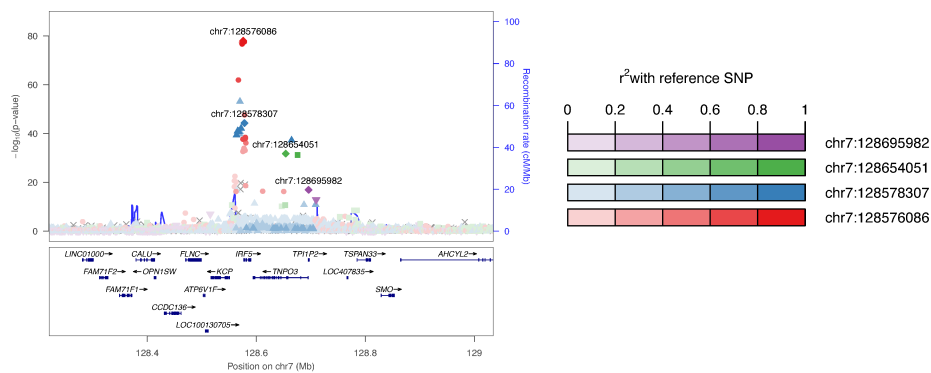 chr7:128576086
chr7:128578307
chr7:128654051
chr7:128695982
80
60
40
20
0
− log10(p−value)
100
80
60
40
20
0
Recombination rate (cM/Mb)
LINC01000→ CALU→ FLNC→ IRF5→ TPI1P2→ TSPAN33→ AHCYL2→
FAM71F2→ ←OPN1SW ←KCP ←TNPO3 LOC407835→
FAM71F1→ ATP6V1F→ SMO→
CCDC136→
LOC100130705→
128.4 128.6 128.8 129
Position on chr7 (Mb)
r2with reference SNP
0 0.2 0.4 0.6 0.8 1
chr7:128695982
chr7:128654051
chr7:128578307
chr7:128576086